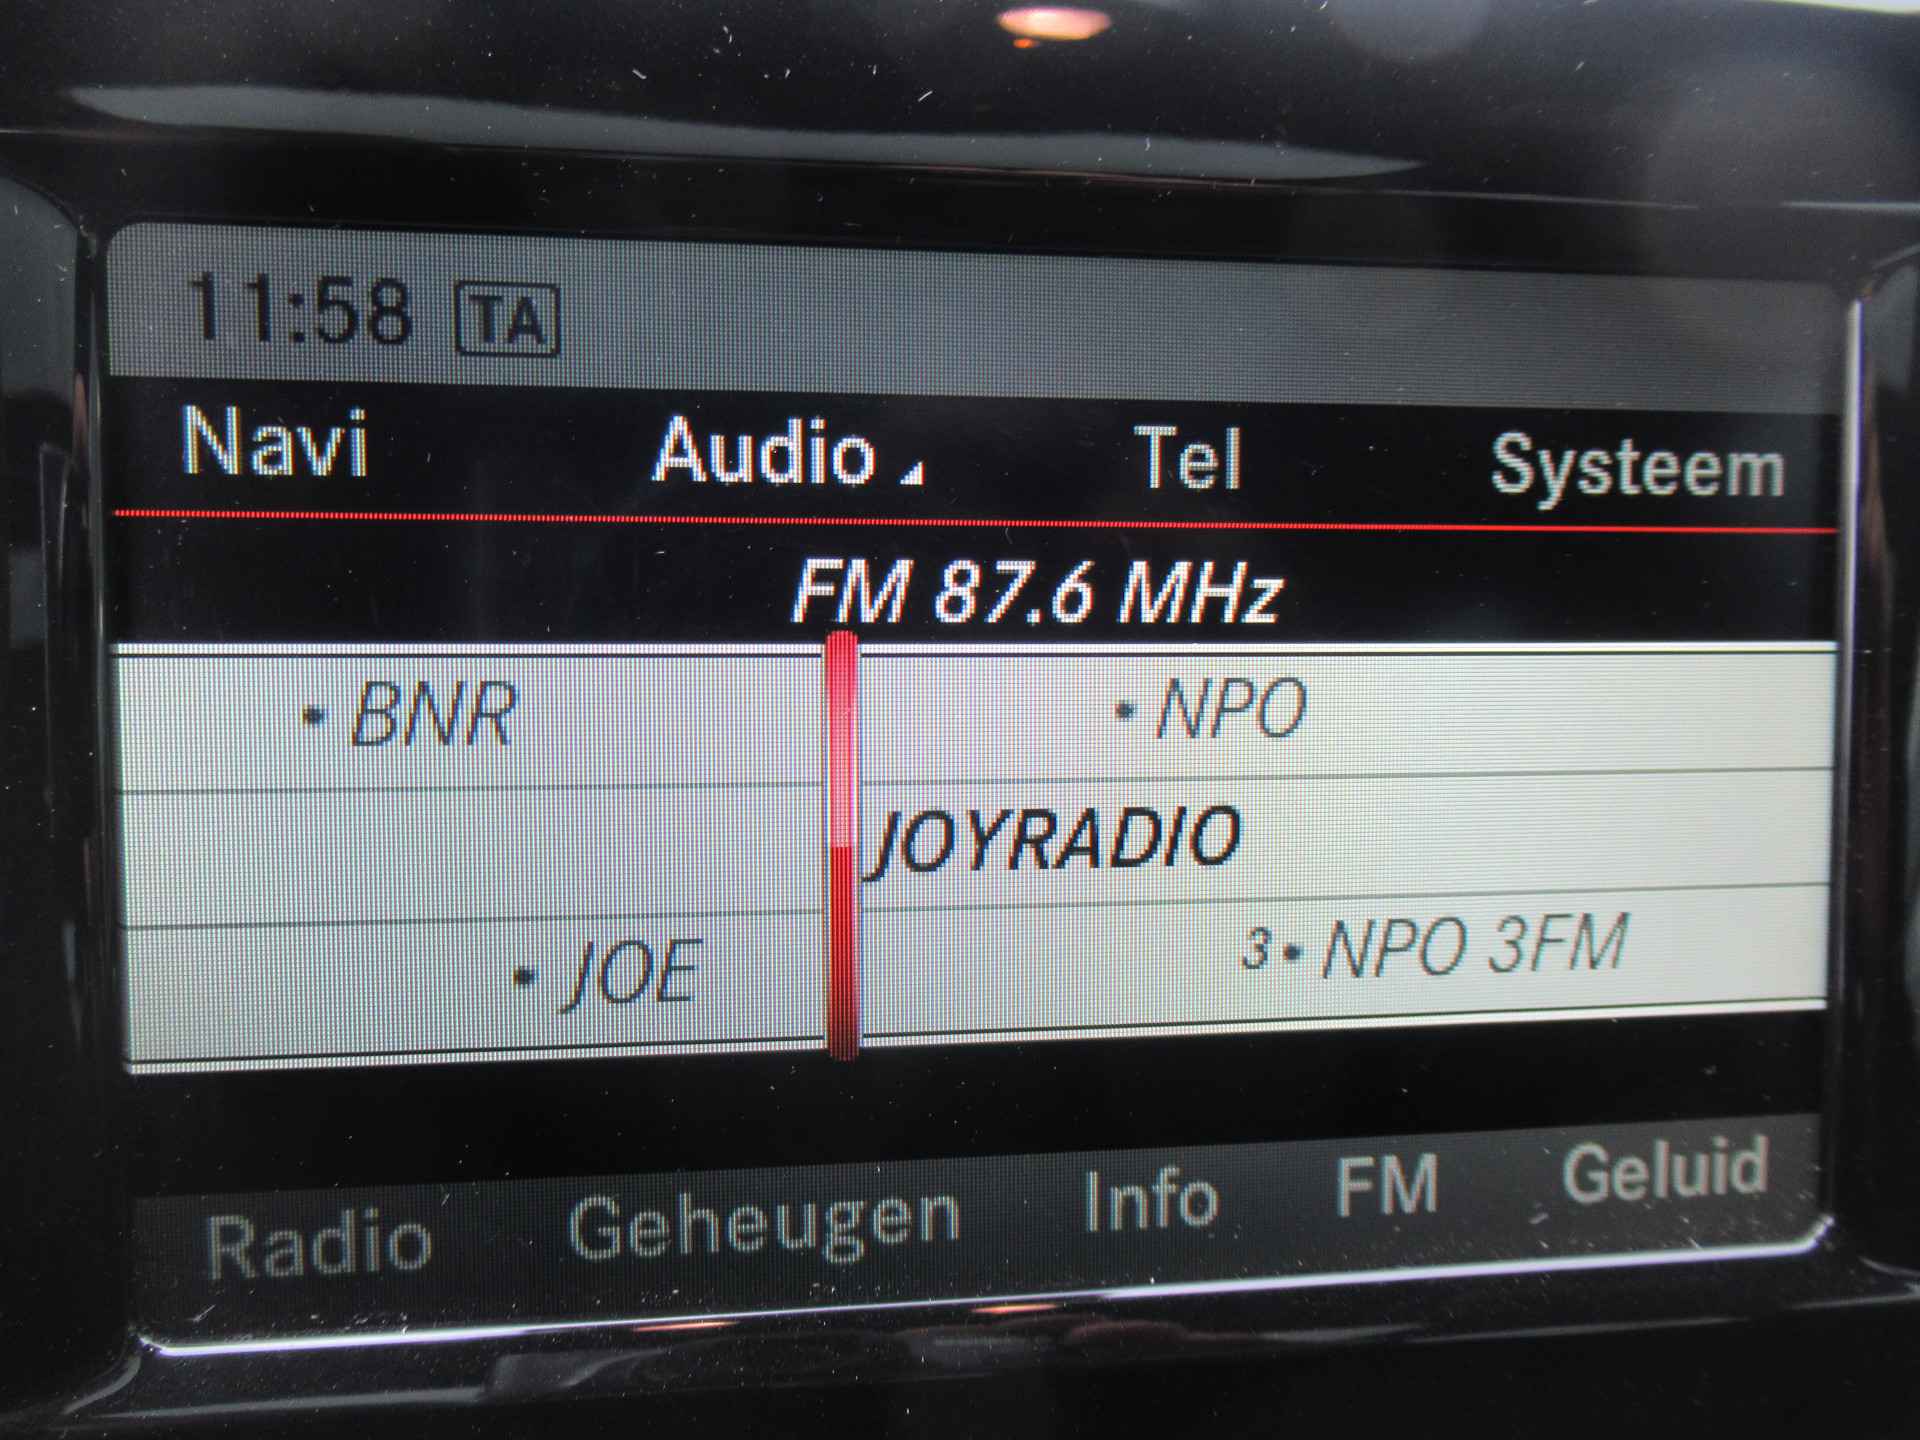 11:58 TA
Navi Audio Tel Systeem
FM 87.6 MHz
• BNR • NPO
JOYRADIO
• JOE 3 • NPO 3FM
Radio Geheugen Info FM Geluid